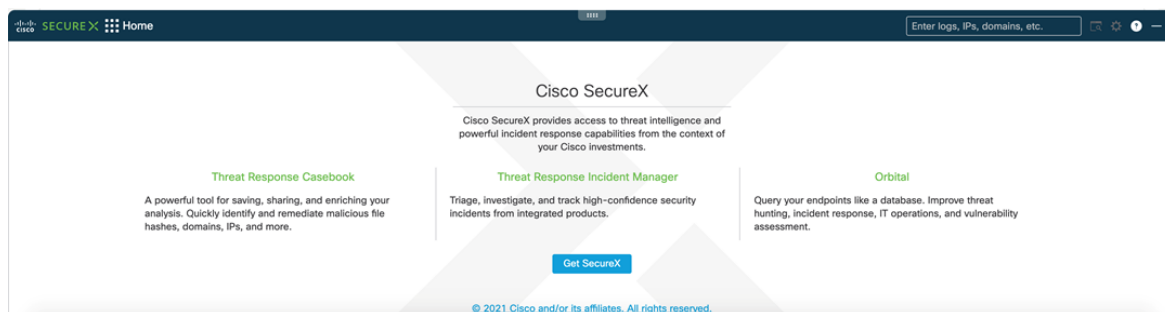 cisco SECURE X Home
Enter logs, IPs, domains, etc.
Cisco SecureX
Cisco SecureX provides access to threat intelligence and
powerful incident response capabilities from the context of
your Cisco investments.
Threat Response Casebook
A powerful tool for saving, sharing, and enriching your
analysis. Quickly identify and remediate malicious file
hashes, domains, IPs, and more.
Threat Response Incident Manager
Triage, investigate, and track high-confidence security
incidents from integrated products.
Orbital
Query your endpoints like a database. Improve threat
hunting, incident response, IT operations, and vulnerability
assessment.
Get SecureX
© 2021 Cisco and/or its affiliates. All rights reserved.